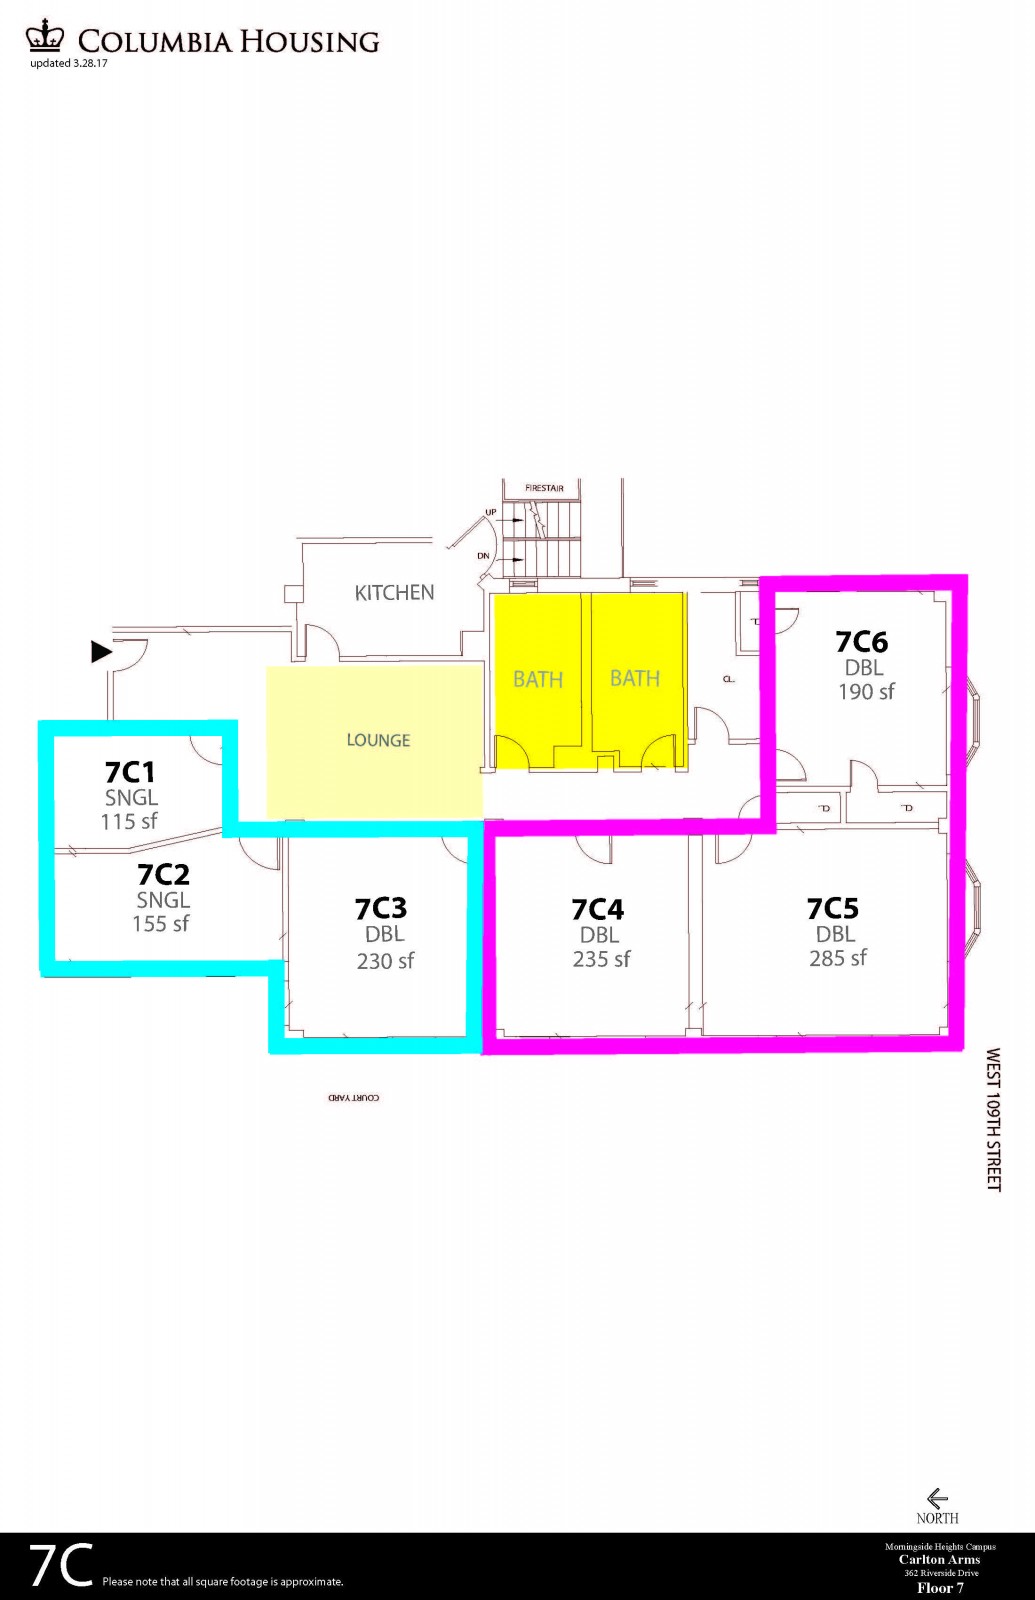 COLUMBIA HOUSING
updated 3.28.17
FIRESTAIR
UP
DN
KITCHEN
7C6
DBL
190 sf
BATH
BATH
CL
CL
LOUNGE
7C1
SNGL
115 sf
CL
CL
7C2
SNGL
155 sf
7C3
DBL
230 sf
7C4
DBL
235 sf
7C5
DBL
285 sf
COURTYARD
WEST 109TH STREET
NORTH
7C
Please note that all square footage is approximate.
Morningside Heights Campus
Carlton Arms
362 Riverside Drive
Floor 7